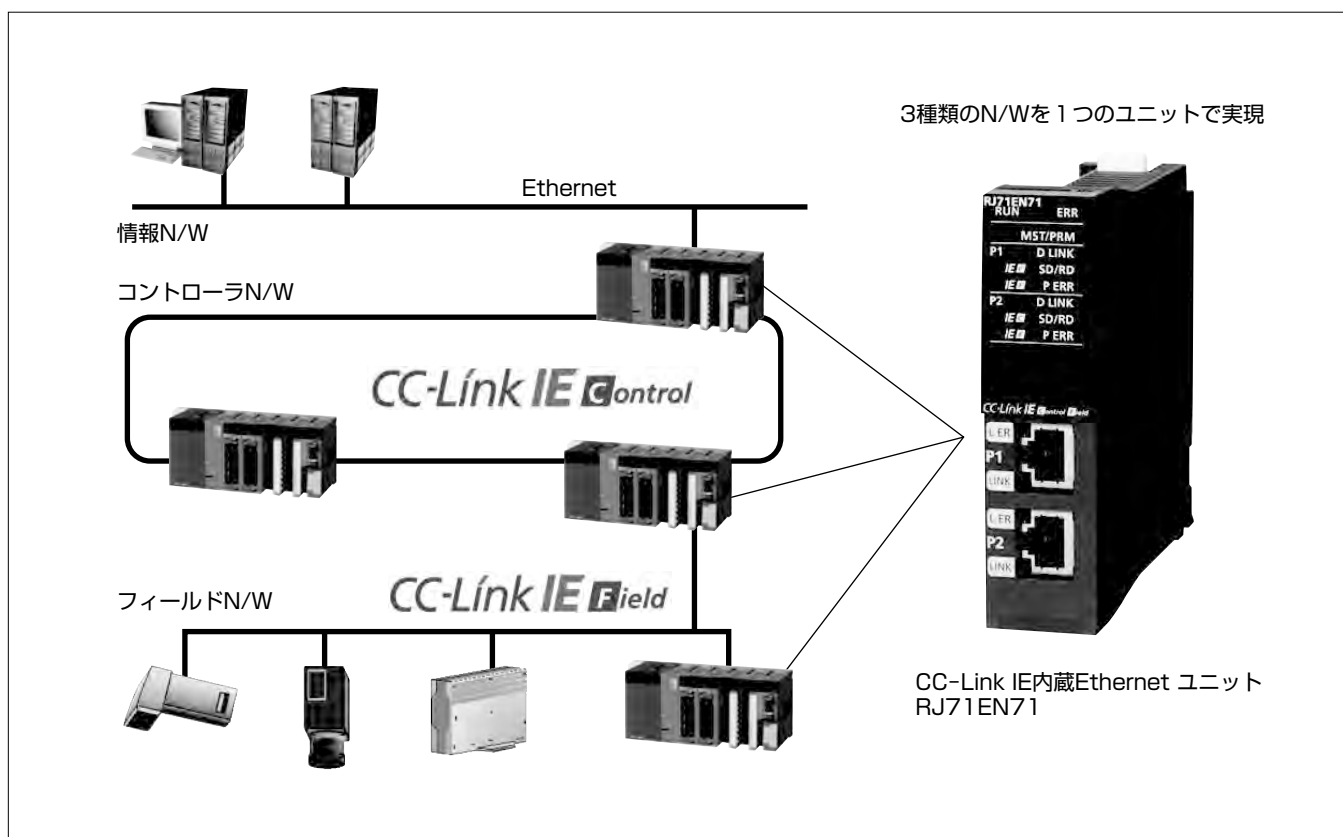 3種類のN/Wを1つのユニットで実現
Ethernet
情報N/W
コントローラN/W
CC-Link IE Control
CC-Link IE Field
フィールドN/W
RJ71EN71
RUN ERR
MST/PRM
P1 D LINK
IE C SD/RD
IE F P ERR
P2 D LINK
IE C SD/RD
IE F P ERR
CC-Link IE Control Field
L ER
P1
LINK
L ER
P2
LINK
CC-Link IE内蔵Ethernet ユニット
RJ71EN71